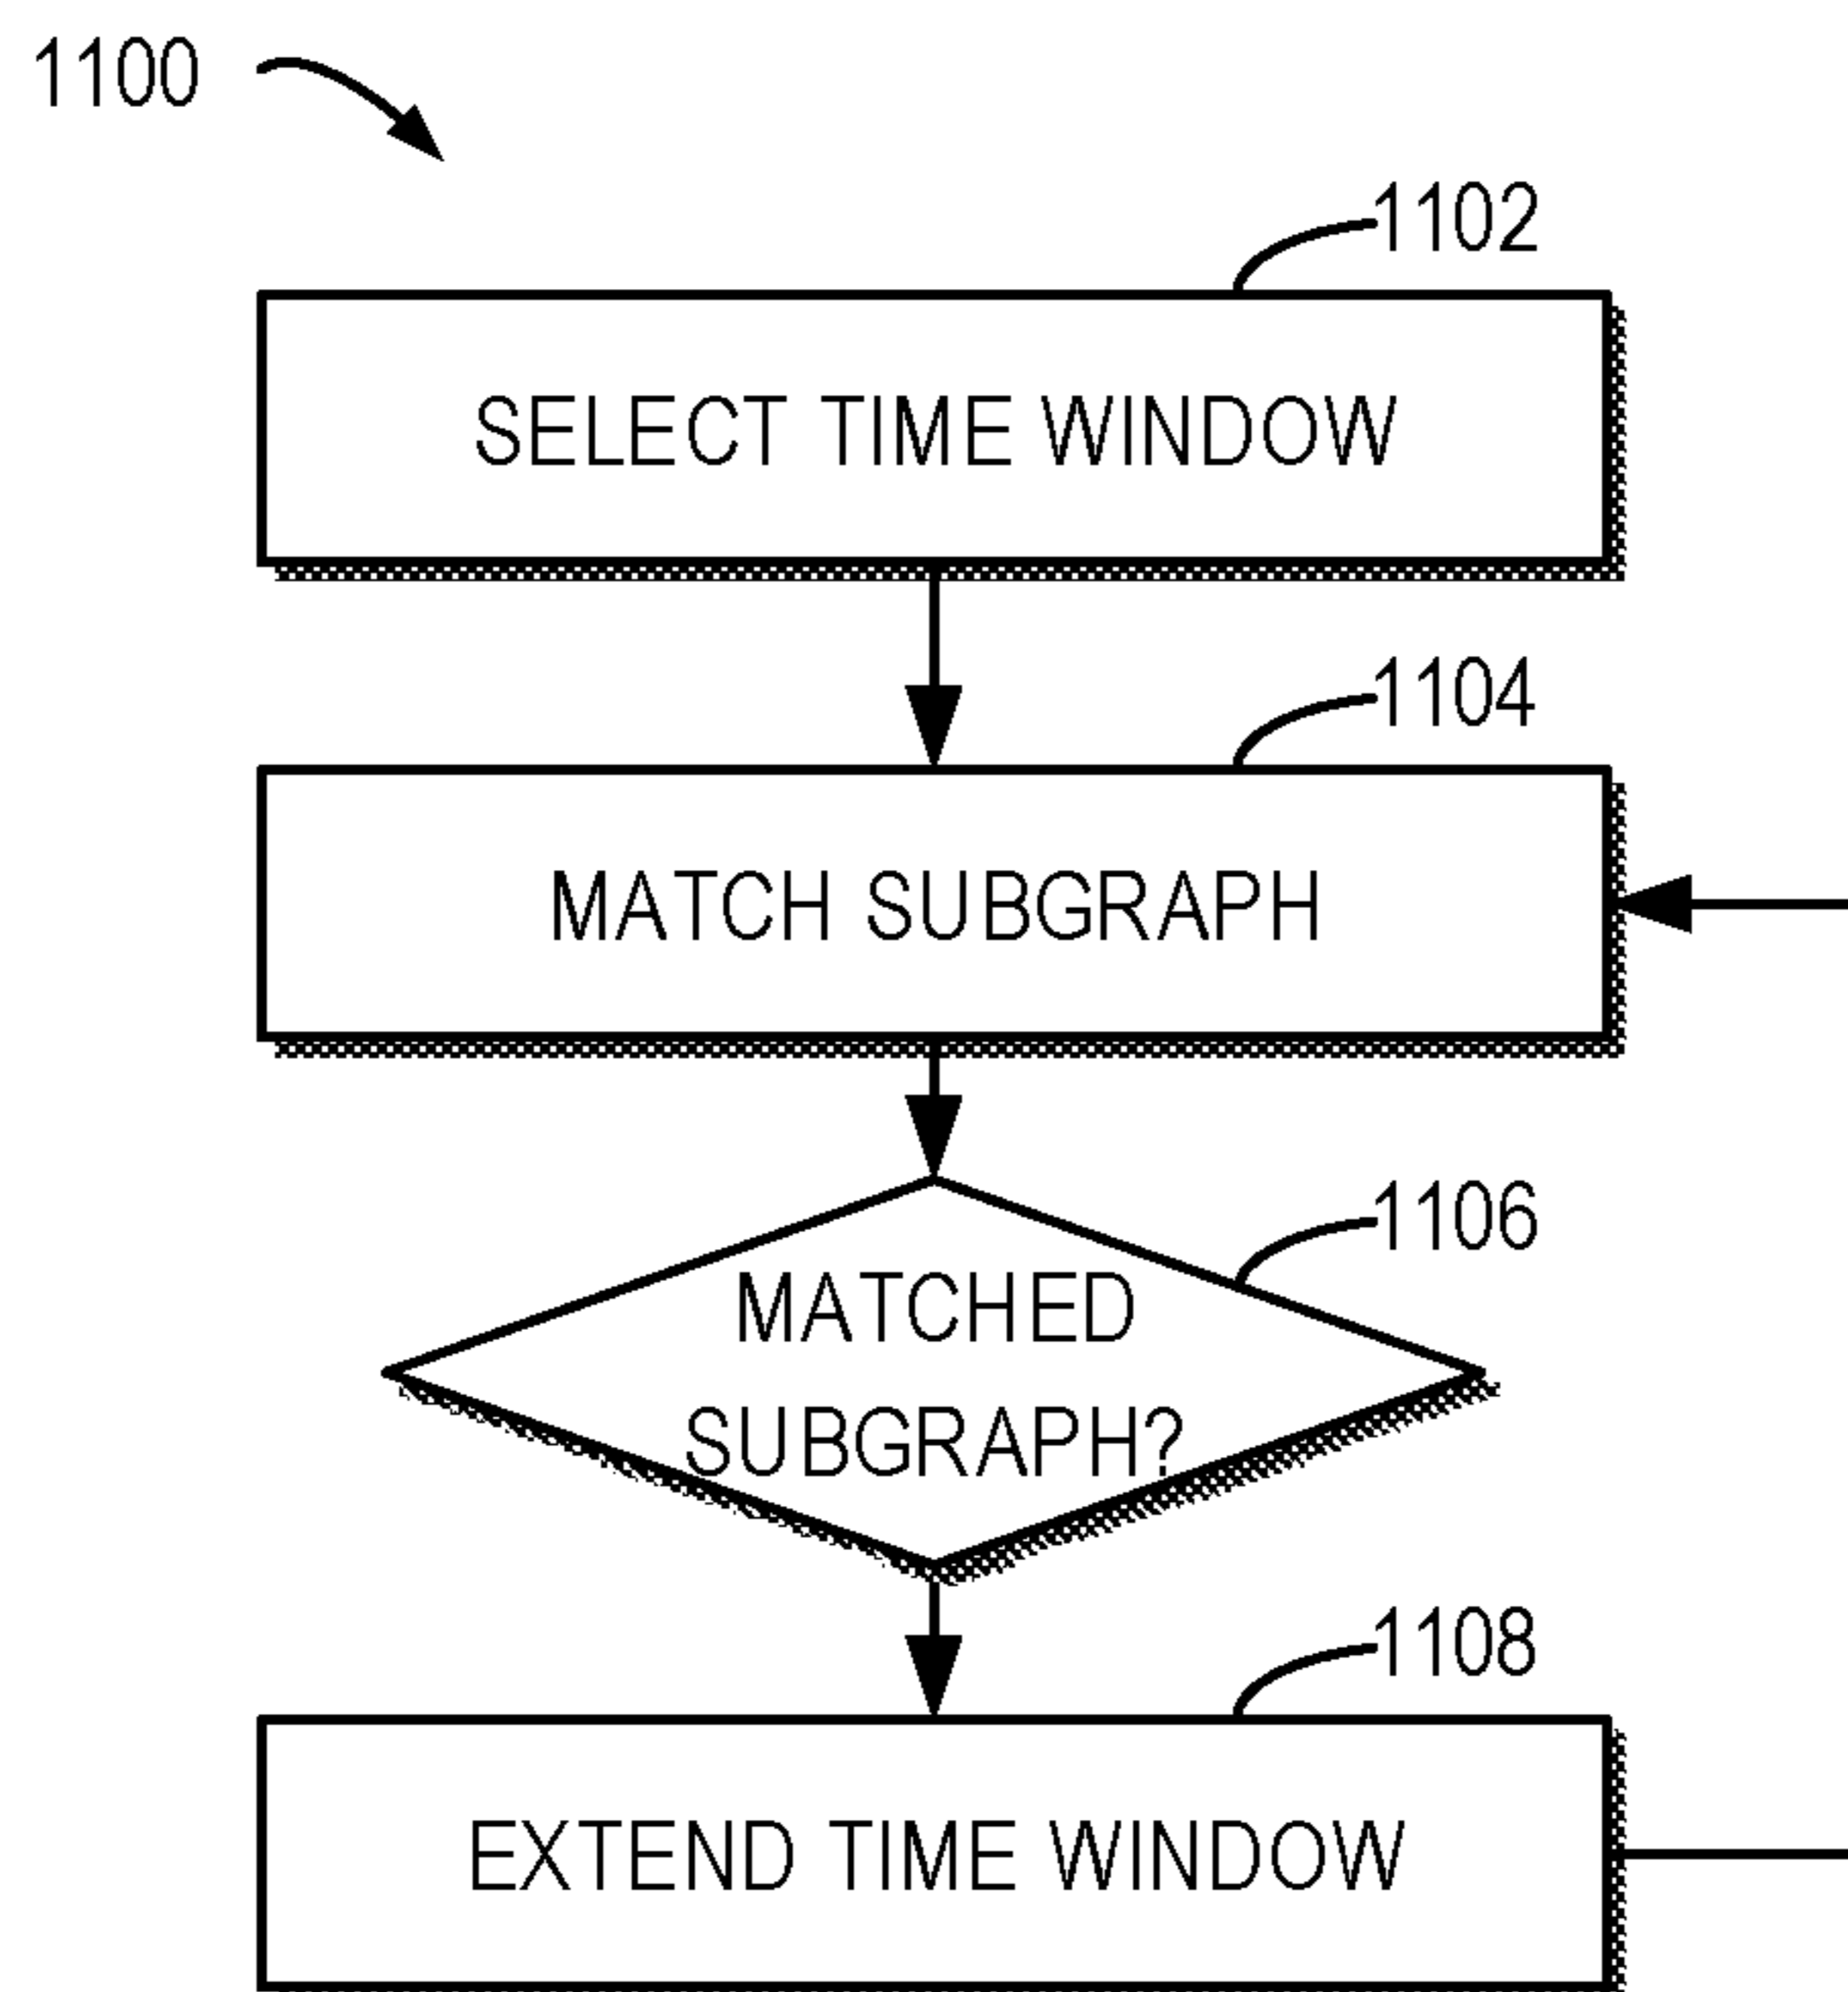 1100
1102
SELECT TIME WINDOW
1104
MATCH SUBGRAPH
1106
MATCHED
SUBGRAPH?
1108
EXTEND TIME WINDOW